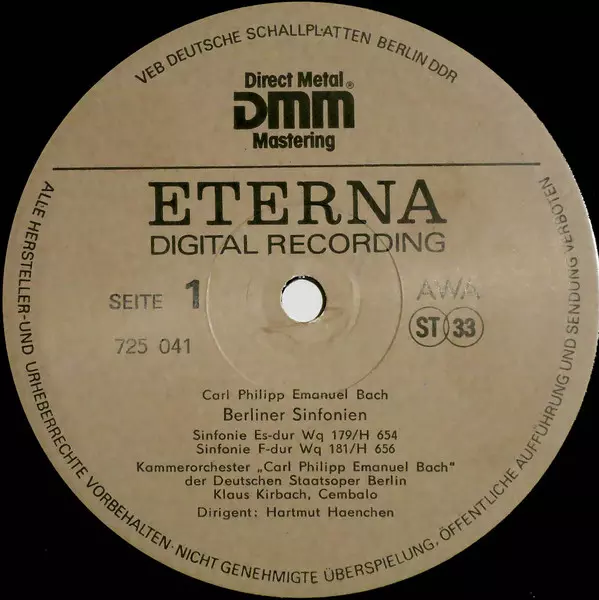 VEB DEUTSCHE SCHALLPLATTEN BERLIN DDR
Direct Metal®
DMM
Mastering
ETERNA
DIGITAL RECORDING
SEITE 1
AWA
725 041
ST 33
Carl Philipp Emanuel Bach
Berliner Sinfonien
Sinfonie Es-dur Wq 179/H 654
Sinfonie F-dur Wq 181/H 656
Kammerorchester „Carl Philipp Emanuel Bach"
der Deutschen Staatsoper Berlin
Klaus Kirbach, Cembalo
Dirigent: Hartmut Haenchen
ALLE HERSTELLER-UND URHEBERRECHTE VORBEHALTEN·NICHT GENEHMIGTE ÜBERSPIELUNG, ÖFFENTLICHE AUFFÜHRUNG UND SENDUNG VERBOTEN